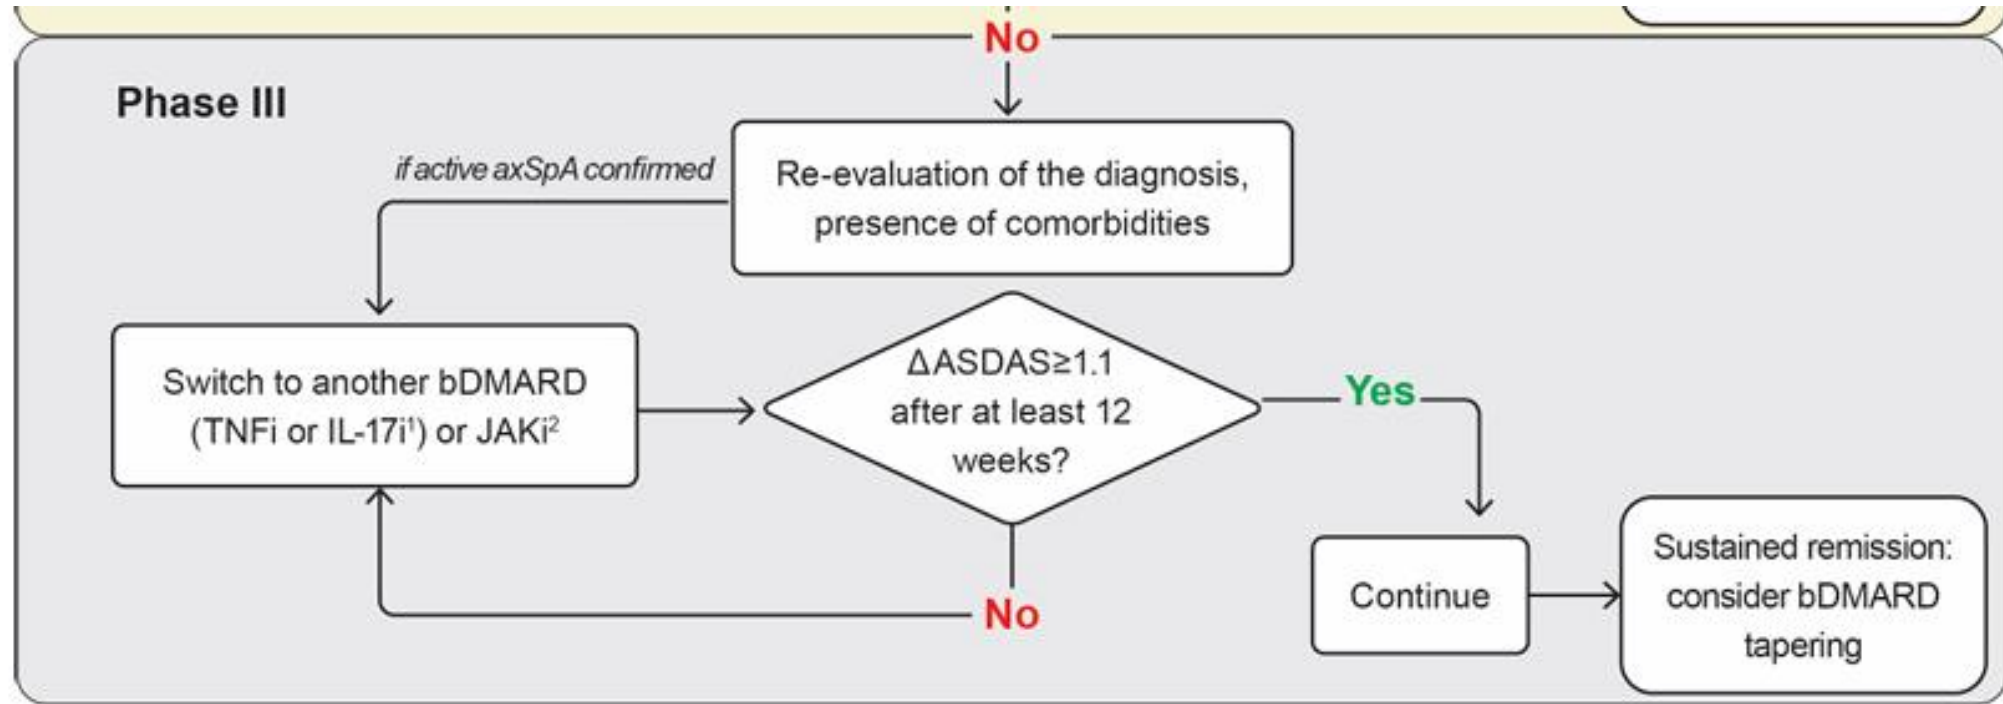 No
Phase III
if active axSpA confirmed
Re-evaluation of the diagnosis,
presence of comorbidities
Switch to another bDMARD
(TNFi or IL-17i¹) or JAKi²
ΔASDAS≥1.1
after at least 12
weeks?
Yes
No
Continue
Sustained remission:
consider bDMARD
tapering